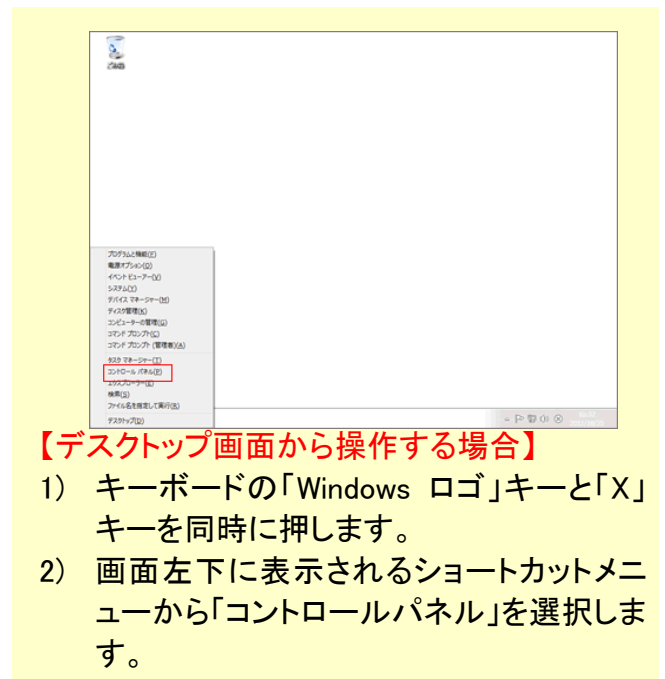 ごみ箱
プログラムと機能(F)
電源オプション(O)
イベント ビューアー(V)
システム(Y)
デバイス マネージャー(M)
ディスク管理(K)
コンピューターの管理(G)
コマンド プロンプト(C)
コマンド プロンプト (管理者)(A)
タスク マネージャー(T)
コントロール パネル(P)
エクスプローラー(E)
検索(S)
ファイル名を指定して実行(R)
デスクトップ(D)
【デスクトップ画面から操作する場合】
1) キーボードの「Windows ロゴ」キーと「X」
キーを同時に押します。
2) 画面左下に表示されるショートカットメニ
ューから「コントロールパネル」を選択しま
す。